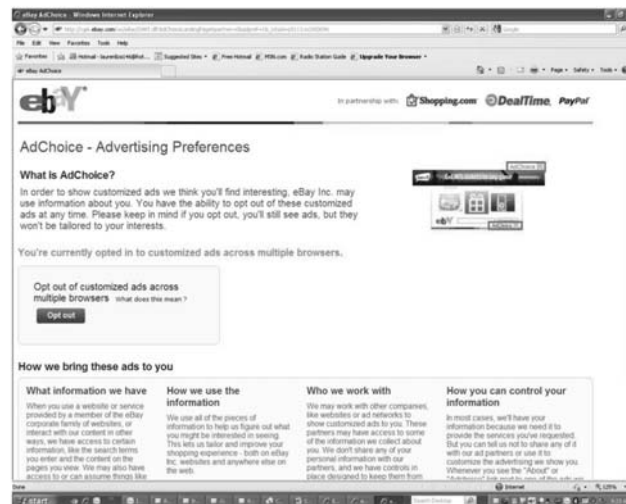 eBay AdChoice - Windows Internet Explorer
File Edit View Favorites Tools Help
Favorites Suggested Sites Free Hotmail MSN.com Radio Station Guide Upgrade Your Browser
eBay AdChoice
Page Safety Tools
ebY
In partnership with: Shopping.com DealTime PayPal
AdChoice - Advertising Preferences
What is AdChoice?
In order to show customized ads we think you'll find interesting, eBay Inc. may
use information about you. You have the ability to opt out of these customized
ads at any time. Please keep in mind if you opt out, you'll still see ads, but they
won't be tailored to your interests.
AdChoice
ebY
AdChoice
You're currently opted in to customized ads across multiple browsers.
Opt out of customized ads across
multiple browsers What does this mean ?
Opt out
How we bring these ads to you
What information we have
When you use a website or service
provided by a member of the eBay
corporate family of websites, or
interact with our content in other
ways, we have access to certain
information, like the search terms
you enter and the content on the
pages you view. We may also have
access to or can assume things like
How we use the
information
We use all of the pieces of
information to help us figure out what
you might be interested in seeing.
This lets us tailor and improve your
shopping experience - both on eBay
Inc. websites and anywhere else on
the web.
Who we work with
We may work with other companies,
like websites or ad networks to
show customized ads to you. These
partners may have access to some
of the information we collect about
you. We don't share any of your
personal information with our
partners, and we have controls in
place designed to keep them from
How you can control your
information
In most cases, we'll have your
information because we need it to
provide the services you've requested.
But you can tell us not to share any of it
with our ad partners or use it to
customize the advertising we show you.
Whenever you see the "About" or
Done
Internet
125%
start
Search Desktop